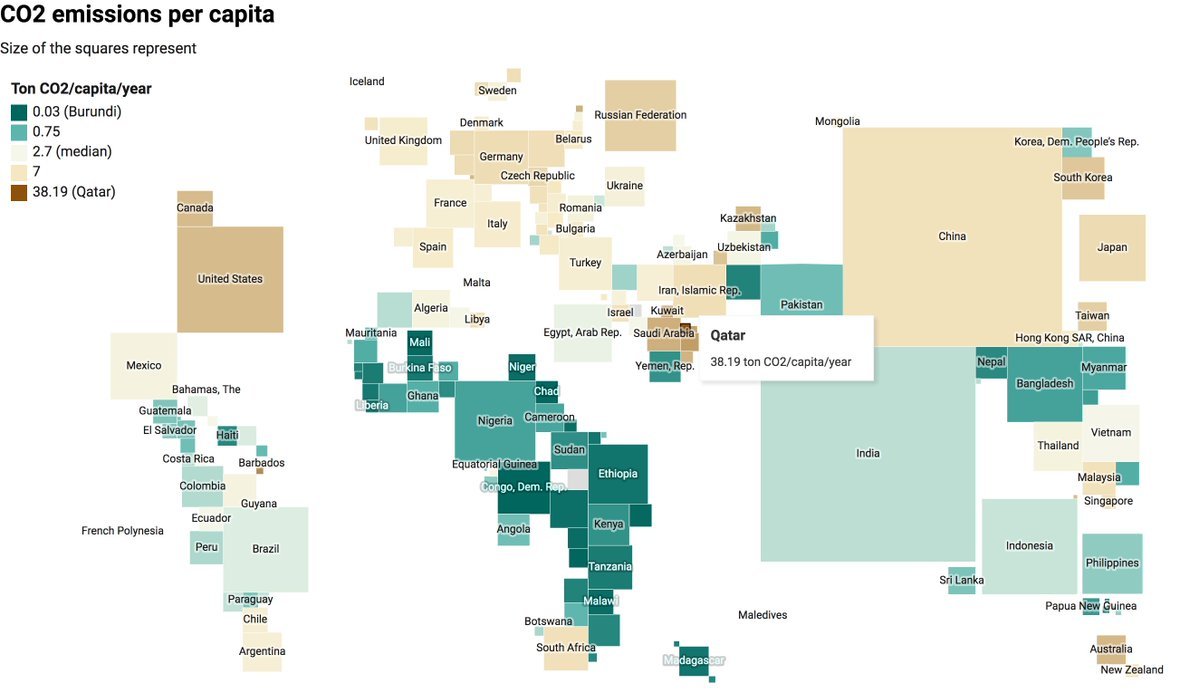 CO2 emissions per capita
Size of the squares represent
Ton CO2/capita/year
0.03 (Burundi)
0.75
2.7 (median)
7
38.19 (Qatar)
Iceland
Sweden
Russian Federation
Mongolia
Denmark
United Kingdom
Belarus
Korea, Dem. People's Rep.
Germany
Czech Republic
South Korea
Ukraine
Canada
France
Romania
Kazakhstan
Italy
Bulgaria
China
Japan
Spain
Uzbekistan
Azerbaijan
Turkey
United States
Malta
Iran, Islamic Rep.
Pakistan
Algeria
Libya
Israel
Kuwait
Taiwan
Mauritania
Egypt, Arab Rep.
Saudi Arabia
Qatar
38.19 ton CO2/capita/year
Hong Kong SAR, China
Mali
Mexico
Burkina Faso
Niger
Yemen, Rep.
Nepal
Myanmar
Bangladesh
Bahamas, The
Chad
Ghana
Liberia
Guatemala
Nigeria
Cameroon
El Salvador
Haiti
Vietnam
Thailand
Sudan
India
Costa Rica
Barbados
Equatorial Guinea
Ethiopia
Malaysia
Colombia
Congo, Dem. Rep.
Singapore
Guyana
Ecuador
French Polynesia
Angola
Kenya
Peru
Brazil
Indonesia
Tanzania
Philippines
Sri Lanka
Paraguay
Malawi
Papua New Guinea
Chile
Botswana
Maledives
Argentina
South Africa
Australia
Madagascar
New Zealand